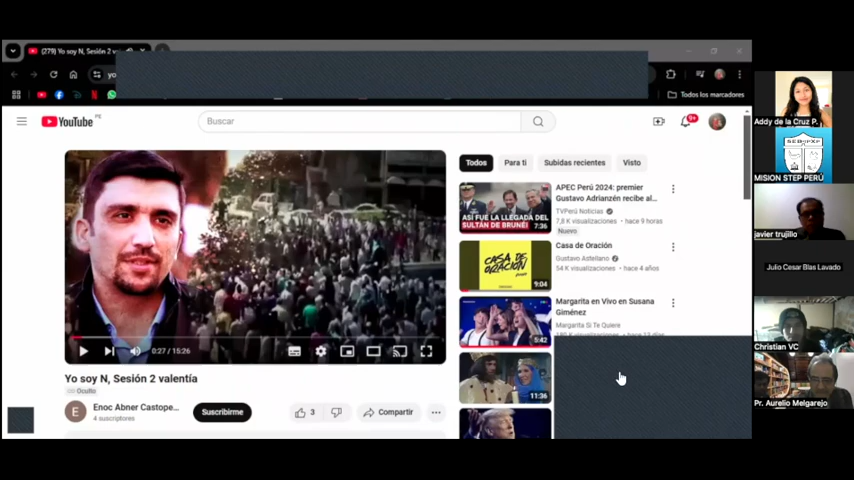 (279) Yo soy N, Sesión 2 va
yo
Todos los marcadores
YouTube PE
Buscar
9+
Todos
Para ti
Subidas recientes
Visto
ASÍ FUE LA LLEGADA DEL
SULTÁN DE BRUNÉI
7:36
APEC Perú 2024: premier
Gustavo Adrianzén recibe al...
TVPerú Noticias
7,8 K visualizaciones · hace 9 horas
Nuevo
CASA DE
ORACIÓN
9:04
Casa de Oración
Gustavo Astellano
54 K visualizaciones · hace 4 años
5:42
Margarita en Vivo en Susana
Giménez
Margarita Si Te Quiere
11:36
0:27 / 15:26
Yo soy N, Sesión 2 valentía
Oculto
E
Enoc Abner Castope...
4 suscriptores
Suscribirme
3
Compartir
Addy de la Cruz P.
MISION STEP PERÚ
javier trujillo
Julio Cesar Blas Lavado
Christian VC
Pr. Aurelio Melgarejo